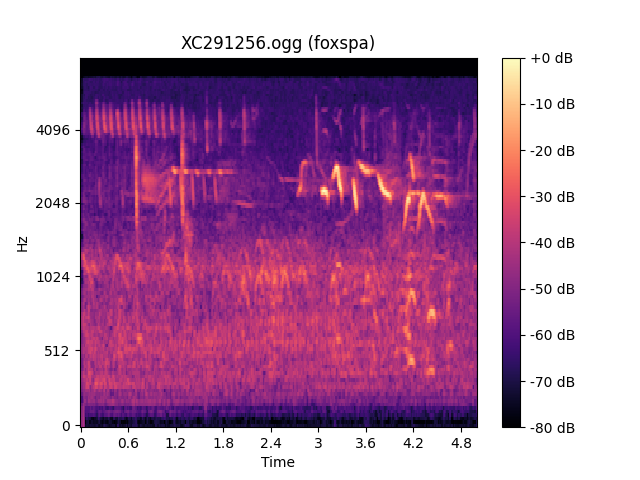 XC291256.ogg (foxspa)
+0 dB
4096
-10 dB
-20 dB
2048
-30 dB
Hz
-40 dB
1024
-50 dB
512
-60 dB
-70 dB
0
-80 dB
0 0.6 1.2 1.8 2.4 3 3.6 4.2 4.8
Time